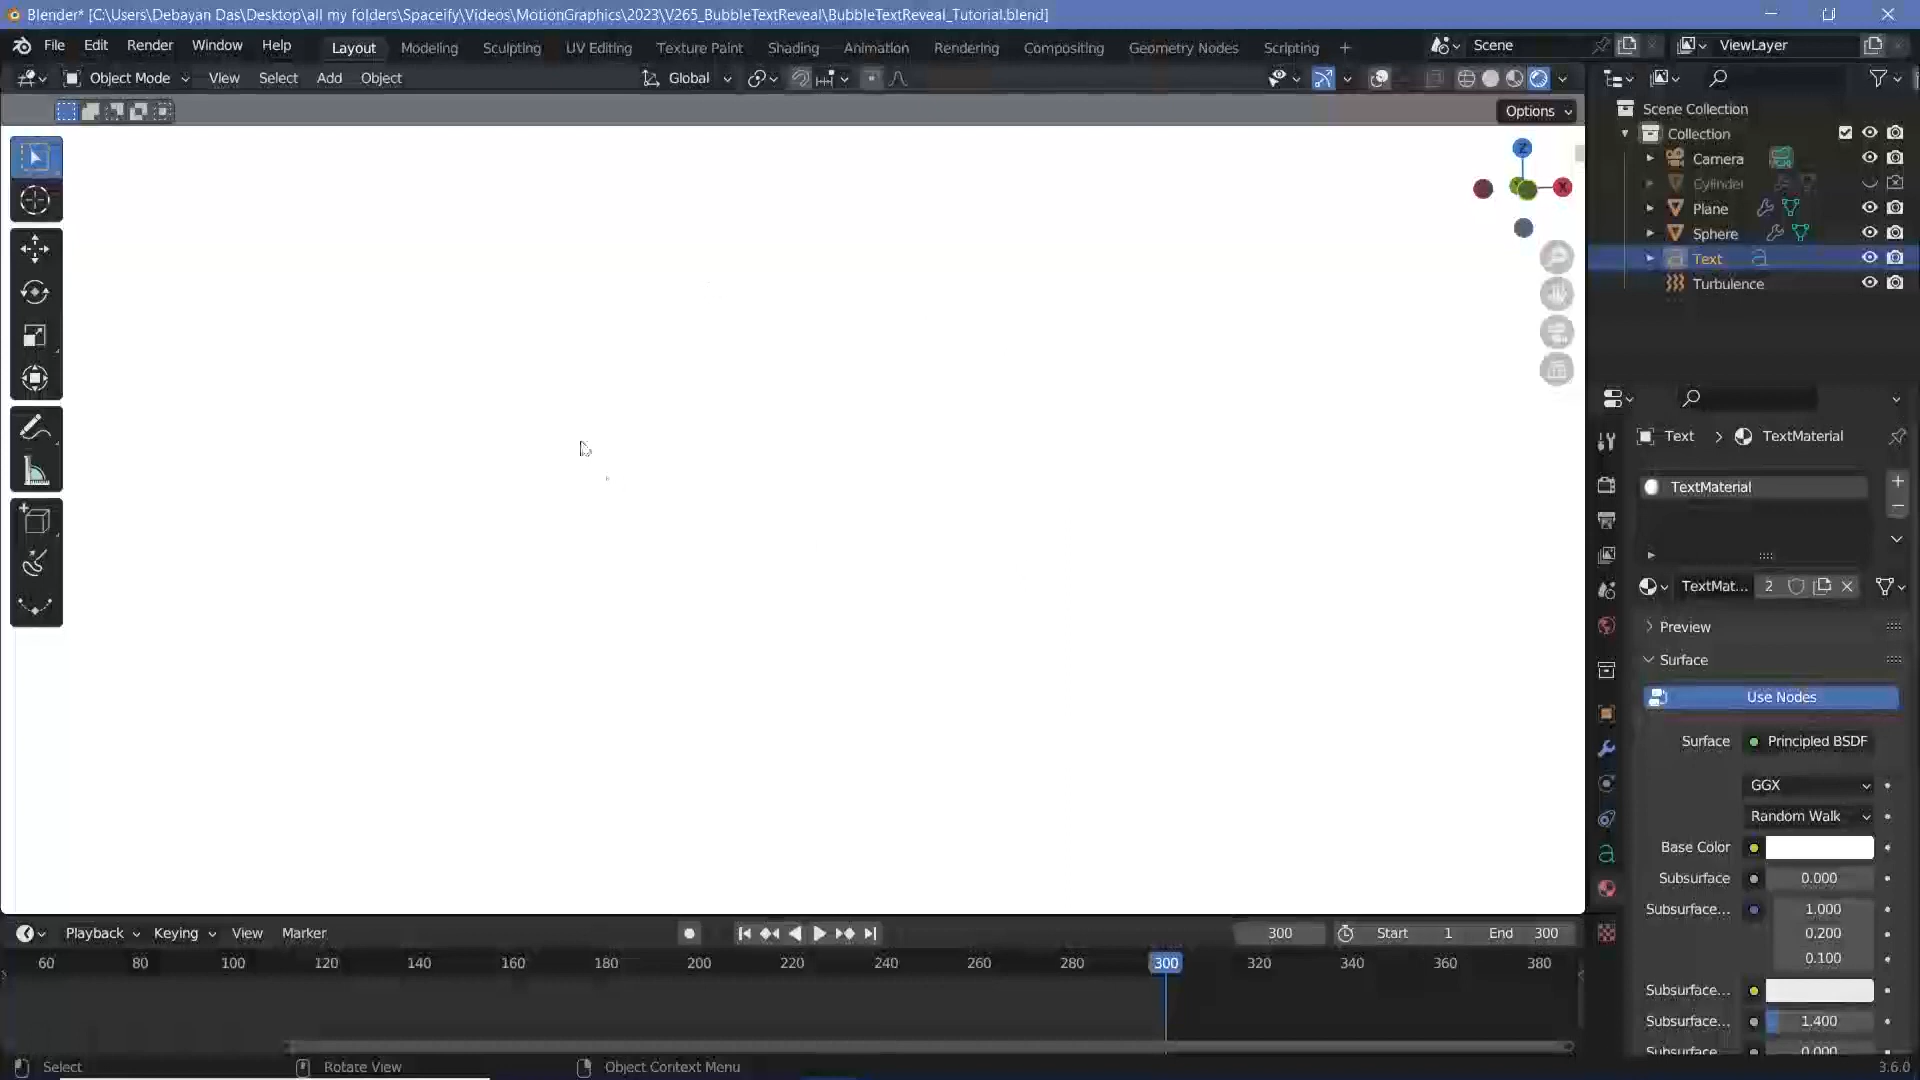 Blender* [C:\Users\Debayan Das\Desktop\all my folders\Spaceify\Videos\MotionGraphics\2023\V265_BubbleTextReveal\BubbleTextReveal_Tutorial.blend]
File Edit Render Window Help Layout Modeling Sculpting UV Editing Texture Paint Shading Animation Rendering Compositing Geometry Nodes Scripting + Scene ViewLayer
Object Mode View Select Add Object Global
Options
Scene Collection
Collection
Camera
Cylinder
Plane
Sphere
Text
Turbulence
Z
X
Text > TextMaterial
TextMaterial
TextMat... 2
Preview
Surface
Use Nodes
Surface Principled BSDF
GGX
Random Walk
Base Color
Subsurface 0.000
Subsurface... 1.000
0.200
0.100
Subsurface...
Subsurface... 1.400
Subsurface... 0.000
Playback Keying View Marker 300 Start 1 End 300
60 80 100 120 140 160 180 200 220 240 260 280 300 320 340 360 380
Select Rotate View Object Context Menu 3.6.0